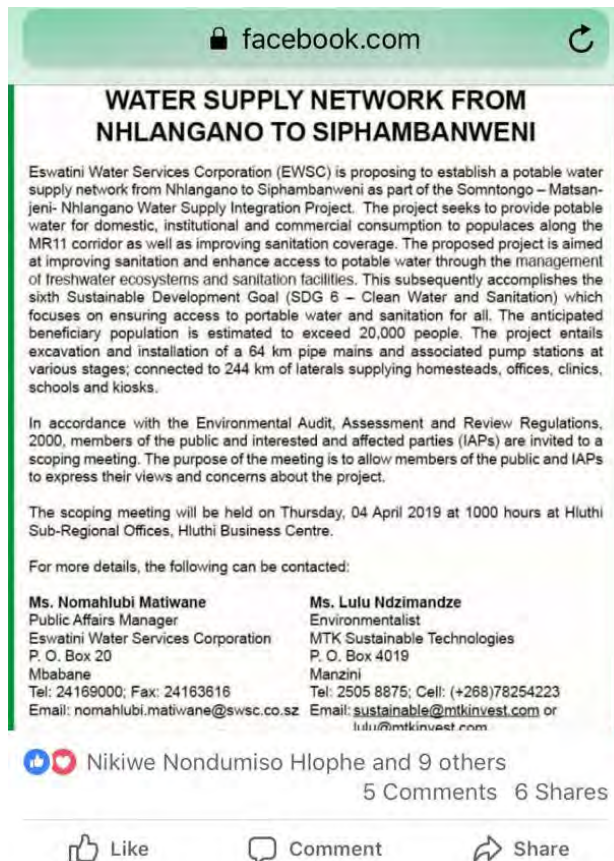 facebook.com
WATER SUPPLY NETWORK FROM
NHLANGANO TO SIPHAMBANWENI
Eswatini Water Services Corporation (EWSC) is proposing to establish a potable water
supply network from Nhlangano to Siphambanweni as part of the Somntongo – Matsan-
jeni- Nhlangano Water Supply Integration Project. The project seeks to provide potable
water for domestic, institutional and commercial consumption to populaces along the
MR11 corridor as well as improving sanitation coverage. The proposed project is aimed
at improving sanitation and enhance access to potable water through the management
of freshwater ecosystems and sanitation facilities. This subsequently accomplishes the
sixth Sustainable Development Goal (SDG 6 – Clean Water and Sanitation) which
focuses on ensuring access to portable water and sanitation for all. The anticipated
beneficiary population is estimated to exceed 20,000 people. The project entails
excavation and installation of a 64 km pipe mains and associated pump stations at
various stages; connected to 244 km of laterals supplying homesteads, offices, clinics,
schools and kiosks.
In accordance with the Environmental Audit, Assessment and Review Regulations,
2000, members of the public and interested and affected parties (IAPs) are invited to a
scoping meeting. The purpose of the meeting is to allow members of the public and IAPs
to express their views and concerns about the project.
The scoping meeting will be held on Thursday, 04 April 2019 at 1000 hours at Hluthi
Sub-Regional Offices, Hluthi Business Centre.
For more details, the following can be contacted:
Ms. Nomahlubi Matiwane
Public Affairs Manager
Eswatini Water Services Corporation
P. O. Box 20
Mbabane
Tel: 24169000; Fax: 24163616
Email: nomahlubi.matiwane@swsc.co.sz
Ms. Lulu Ndzimandze
Environmentalist
MTK Sustainable Technologies
P. O. Box 4019
Manzini
Tel: 2505 8875; Cell: (+268)78254223
Email: sustainable@mtkinvest.com or
lulu@mtkinvest.com
Nikiwe Nondumiso Hlophe and 9 others
5 Comments 6 Shares
Like Comment Share